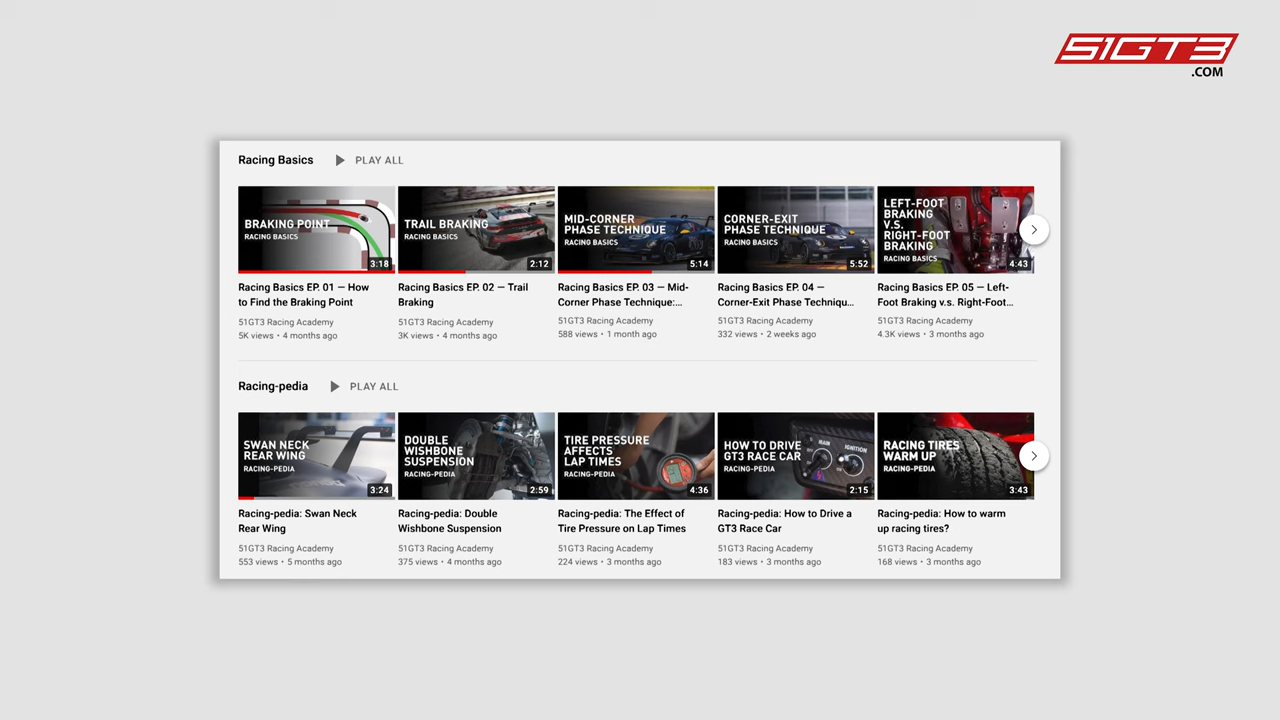 51GT3
.COM
Racing Basics PLAY ALL
BRAKING POINT
RACING BASICS
3:18
TRAIL BRAKING
RACING BASICS
2:12
MID-CORNER
PHASE TECHNIQUE
RACING BASICS
5:14
CORNER-EXIT
PHASE TECHNIQUE
RACING BASICS
5:52
LEFT-FOOT
BRAKING
V.S.
RIGHT-FOOT
BRAKING
RACING BASICS
4:43
Racing Basics EP. 01 — How
to Find the Braking Point
51GT3 Racing Academy
5K views • 4 months ago
Racing Basics EP. 02 — Trail
Braking
51GT3 Racing Academy
3K views • 4 months ago
Racing Basics EP. 03 — Mid-
Corner Phase Technique:...
51GT3 Racing Academy
588 views • 1 month ago
Racing Basics EP. 04 —
Corner-Exit Phase Techniqu...
51GT3 Racing Academy
332 views • 2 weeks ago
Racing Basics EP. 05 — Left-
Foot Braking v.s. Right-Foot...
51GT3 Racing Academy
4.3K views • 3 months ago
Racing-pedia PLAY ALL
SWAN NECK
REAR WING
RACING-PEDIA
3:24
DOUBLE
WISHBONE
SUSPENSION
RACING-PEDIA
2:59
TIRE PRESSURE
AFFECTS
LAP TIMES
RACING-PEDIA
4:36
HOW TO DRIVE
GT3 RACE CAR
RACING-PEDIA
MAIN
IGNITION
2:15
RACING TIRES
WARM UP
RACING-PEDIA
3:43
Racing-pedia: Swan Neck
Rear Wing
51GT3 Racing Academy
553 views • 5 months ago
Racing-pedia: Double
Wishbone Suspension
51GT3 Racing Academy
375 views • 4 months ago
Racing-pedia: The Effect of
Tire Pressure on Lap Times
51GT3 Racing Academy
224 views • 3 months ago
Racing-pedia: How to Drive a
GT3 Race Car
51GT3 Racing Academy
183 views • 3 months ago
Racing-pedia: How to warm
up racing tires?
51GT3 Racing Academy
168 views • 3 months ago